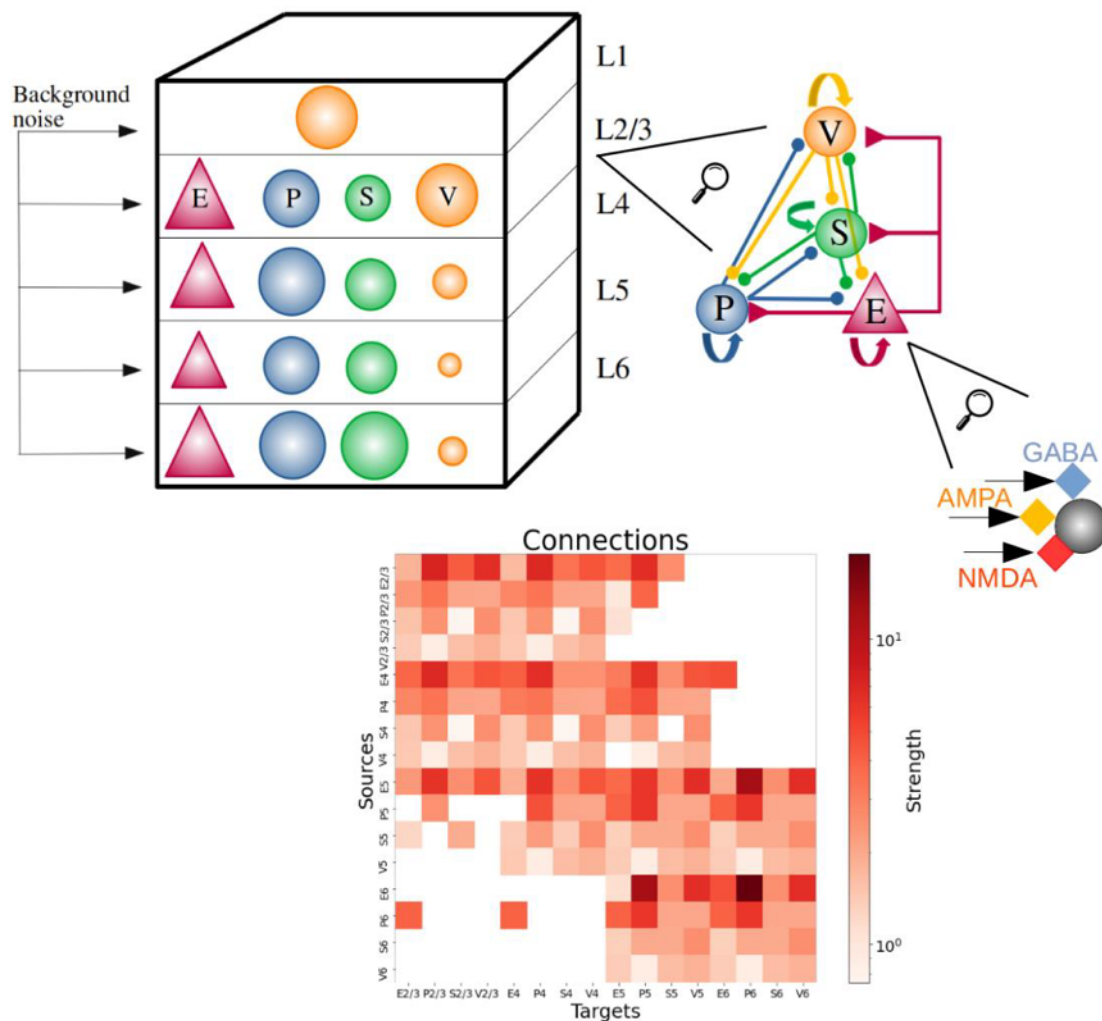 L1
Background
noise
L2/3
V
E P S V
L4
S
L5
P E
L6
GABA
AMPA
NMDA
Connections
E2/3
P2/3
S2/3
V2/3
E4
P4
S4
V4
E5
P5
S5
V5
E6
P6
S6
V6
Sources
10¹
10⁰
Strength
E2/3 P2/3 S2/3 V2/3 E4 P4 S4 V4 E5 P5 S5 V5 E6 P6 S6 V6
Targets